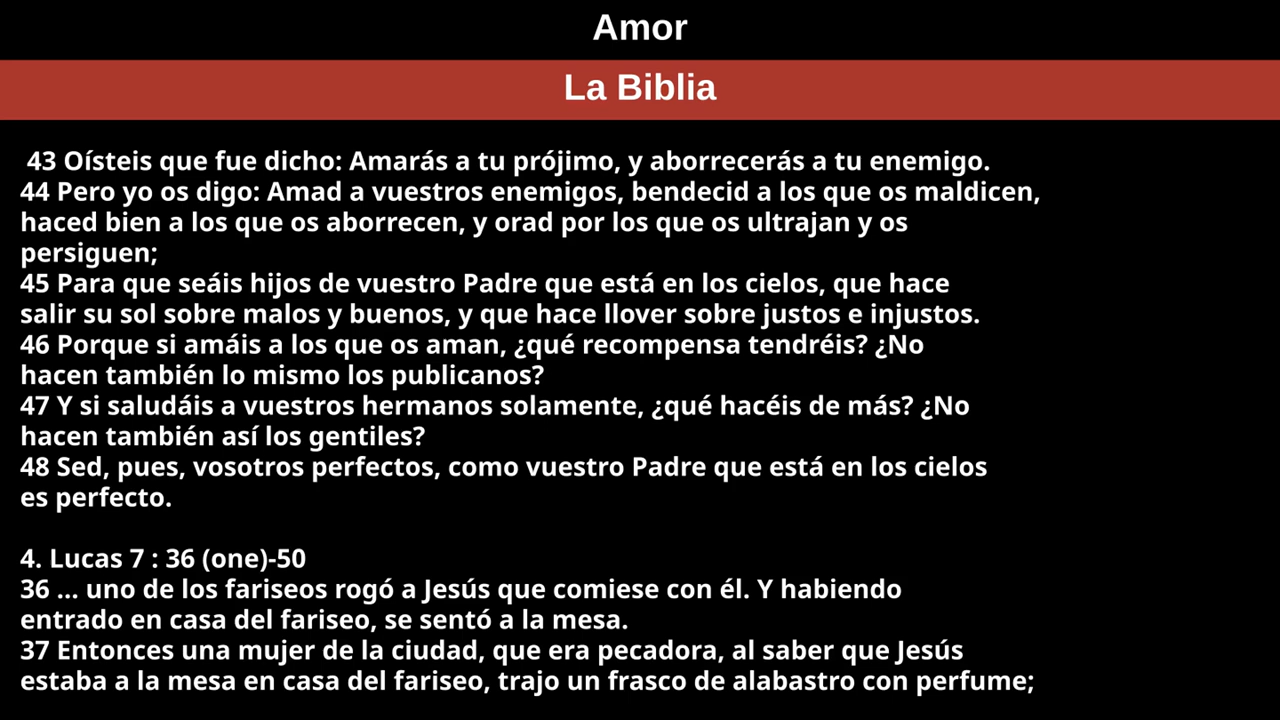 Amor
La Biblia
43 Oísteis que fue dicho: Amarás a tu prójimo, y aborrecerás a tu enemigo.
44 Pero yo os digo: Amad a vuestros enemigos, bendecid a los que os maldicen,
haced bien a los que os aborrecen, y orad por los que os ultrajan y os
persiguen;
45 Para que seáis hijos de vuestro Padre que está en los cielos, que hace
salir su sol sobre malos y buenos, y que hace llover sobre justos e injustos.
46 Porque si amáis a los que os aman, ¿qué recompensa tendréis? ¿No
hacen también lo mismo los publicanos?
47 Y si saludáis a vuestros hermanos solamente, ¿qué hacéis de más? ¿No
hacen también así los gentiles?
48 Sed, pues, vosotros perfectos, como vuestro Padre que está en los cielos
es perfecto.
4. Lucas 7 : 36 (one)-50
36 ... uno de los fariseos rogó a Jesús que comiese con él. Y habiendo
entrado en casa del fariseo, se sentó a la mesa.
37 Entonces una mujer de la ciudad, que era pecadora, al saber que Jesús
estaba a la mesa en casa del fariseo, trajo un frasco de alabastro con perfume;